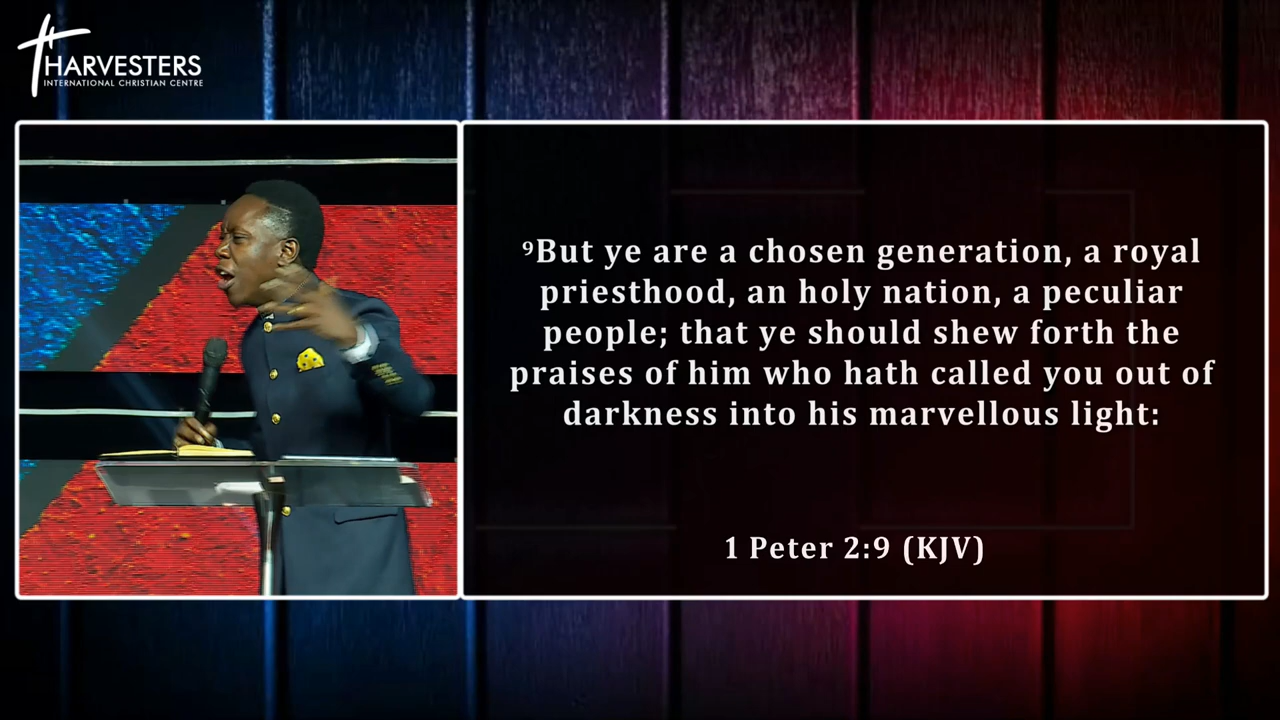 HARVESTERS
INTERNATIONAL CHRISTIAN CENTRE
⁹But ye are a chosen generation, a royal
priesthood, an holy nation, a peculiar
people; that ye should shew forth the
praises of him who hath called you out of
darkness into his marvellous light:
1 Peter 2:9 (KJV)